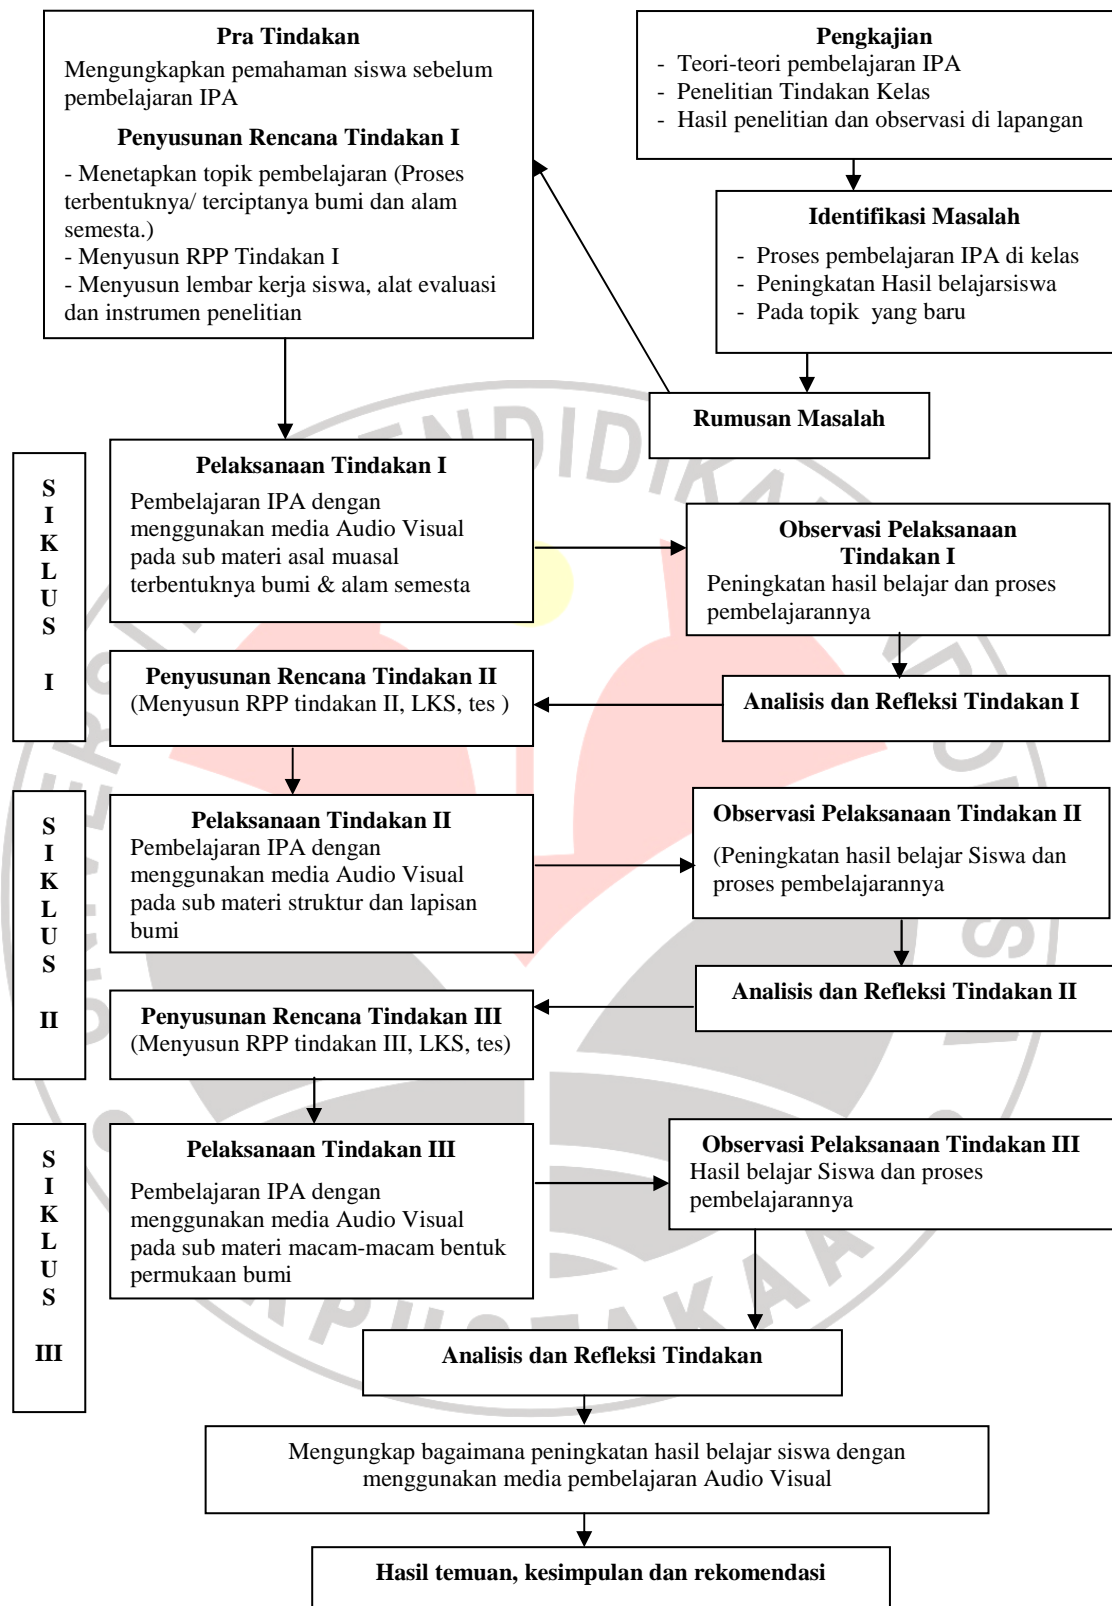 Pra Tindakan
Mengungkapkan pemahaman siswa sebelum
pembelajaran IPA
Penyusunan Rencana Tindakan I
- Menetapkan topik pembelajaran (Proses
terbentuknya/ terciptanya bumi dan alam
semesta.)
- Menyusun RPP Tindakan I
- Menyusun lembar kerja siswa, alat evaluasi
dan instrumen penelitian
Pengkajian
- Teori-teori pembelajaran IPA
- Penelitian Tindakan Kelas
- Hasil penelitian dan observasi di lapangan
Identifikasi Masalah
- Proses pembelajaran IPA di kelas
- Peningkatan Hasil belajarsiswa
- Pada topik yang baru
Rumusan Masalah
SIKLUS I
Pelaksanaan Tindakan I
Pembelajaran IPA dengan
menggunakan media Audio Visual
pada sub materi asal muasal
terbentuknya bumi & alam semesta
Observasi Pelaksanaan
Tindakan I
Peningkatan hasil belajar dan proses
pembelajarannya
Penyusunan Rencana Tindakan II
(Menyusun RPP tindakan II, LKS, tes )
Analisis dan Refleksi Tindakan I
SIKLUS II
Pelaksanaan Tindakan II
Pembelajaran IPA dengan
menggunakan media Audio Visual
pada sub materi struktur dan lapisan
bumi
Observasi Pelaksanaan Tindakan II
(Peningkatan hasil belajar Siswa dan
proses pembelajarannya
Analisis dan Refleksi Tindakan II
Penyusunan Rencana Tindakan III
(Menyusun RPP tindakan III, LKS, tes)
SIKLUS III
Pelaksanaan Tindakan III
Pembelajaran IPA dengan
menggunakan media Audio Visual
pada sub materi macam-macam bentuk
permukaan bumi
Observasi Pelaksanaan Tindakan III
Hasil belajar Siswa dan proses
pembelajarannya
Analisis dan Refleksi Tindakan
Mengungkap bagaimana peningkatan hasil belajar siswa dengan
menggunakan media pembelajaran Audio Visual
Hasil temuan, kesimpulan dan rekomendasi